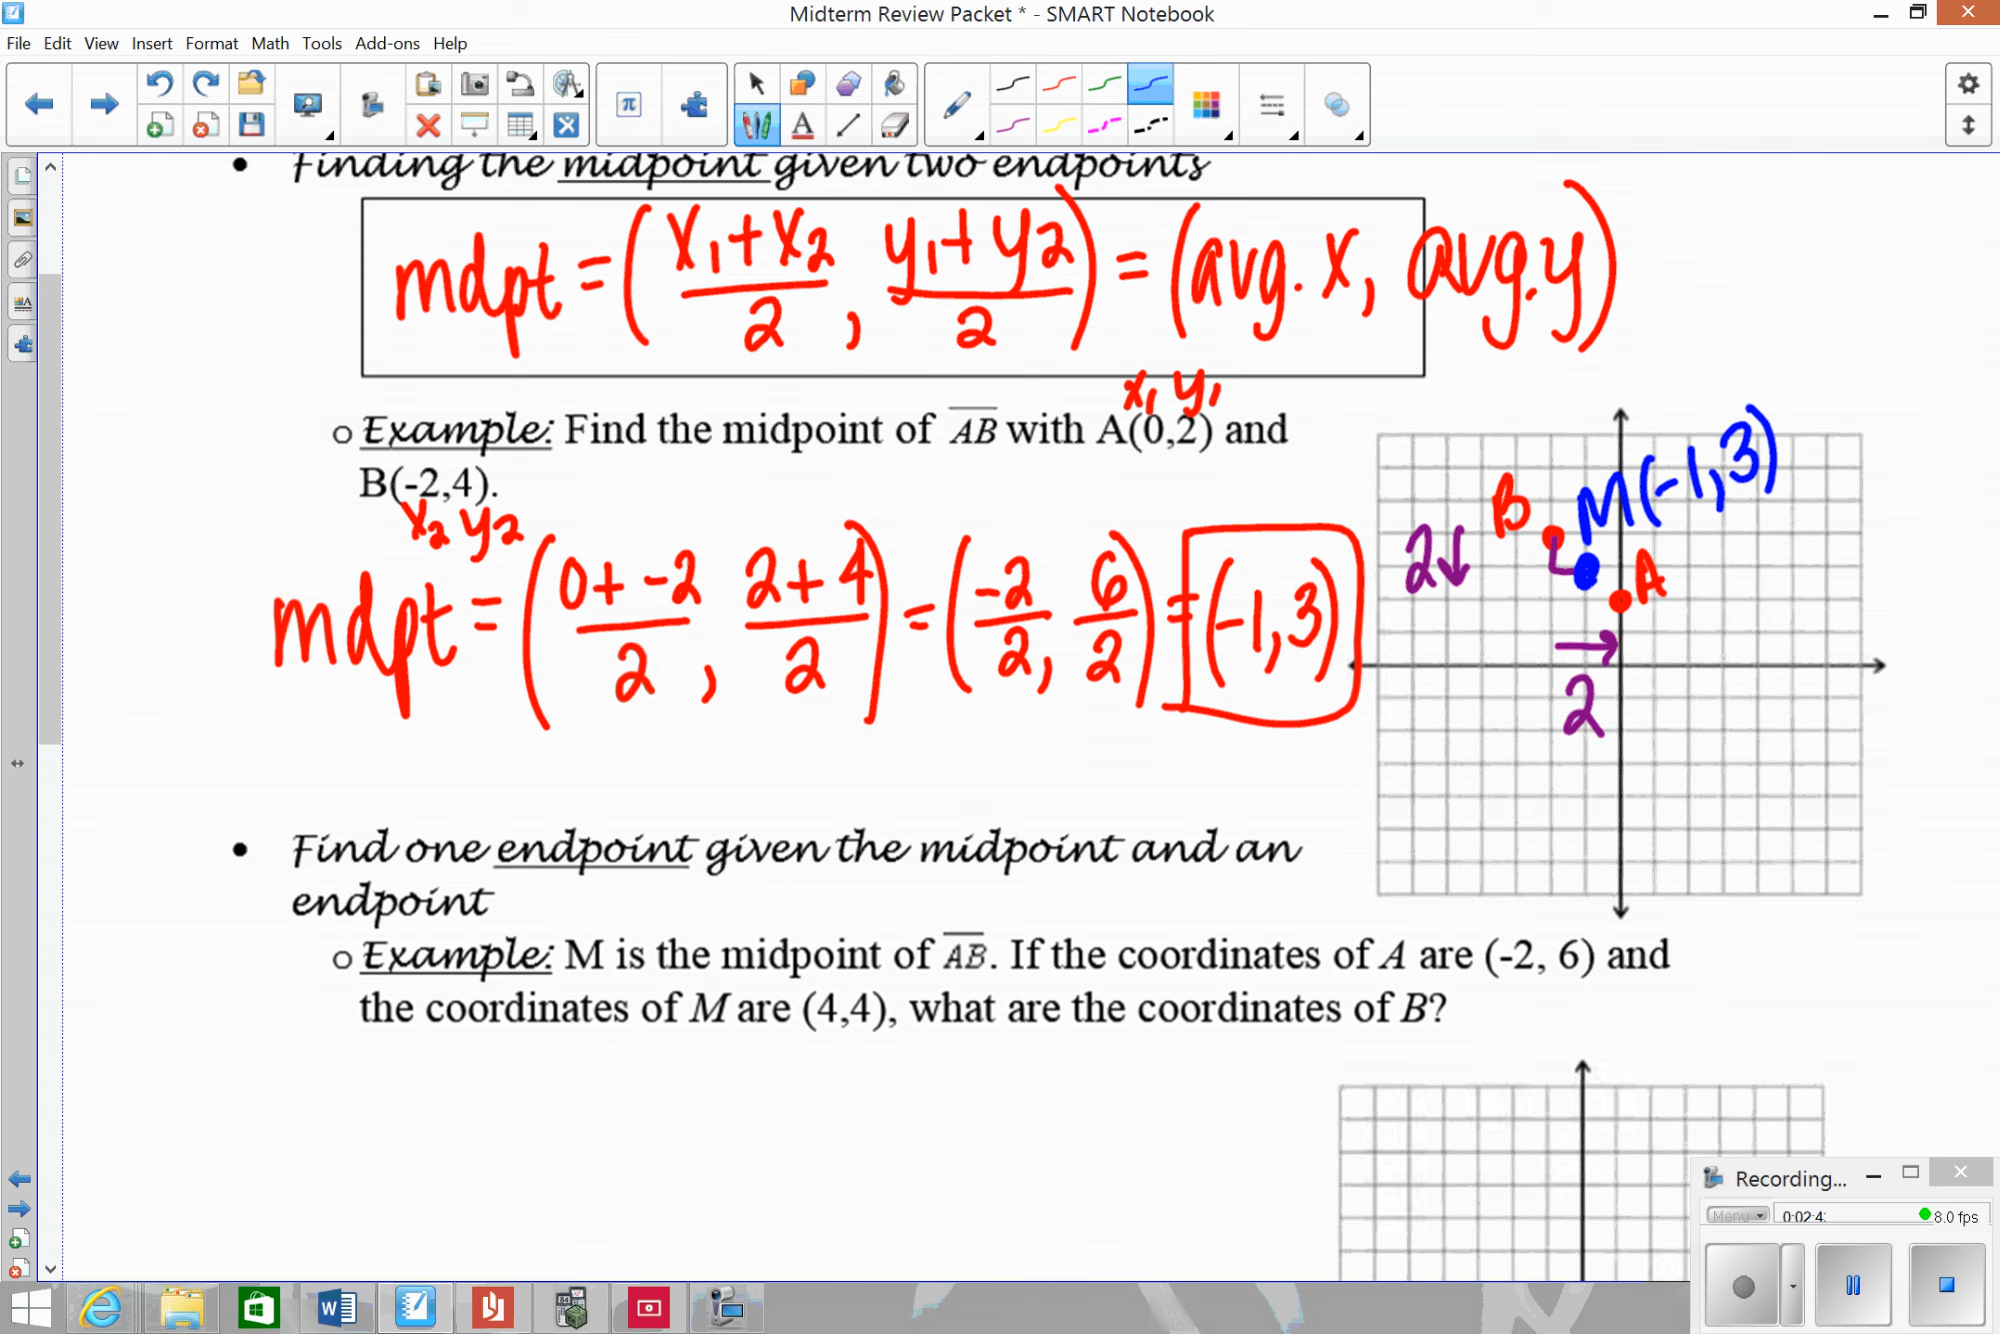 Midterm Review Packet * - SMART Notebook
File Edit View Insert Format Math Tools Add-ons Help
• Finding the midpoint given two endpoints
mdpt = (x₁+x₂/2, y₁+y₂/2) = (avg. x, avg. y)
x₁ y₁
o Example: Find the midpoint of AB with A(0,2) and
B(-2,4).
x₂ y₂
mdpt = (0+-2/2, 2+4/2) = (-2/2, 6/2) = (-1,3)
B M(-1,3)
2↓ A
2
• Find one endpoint given the midpoint and an
endpoint
o Example: M is the midpoint of AB. If the coordinates of A are (-2, 6) and
the coordinates of M are (4,4), what are the coordinates of B?
Recording...
Menu 0:02:4 8.0 fps